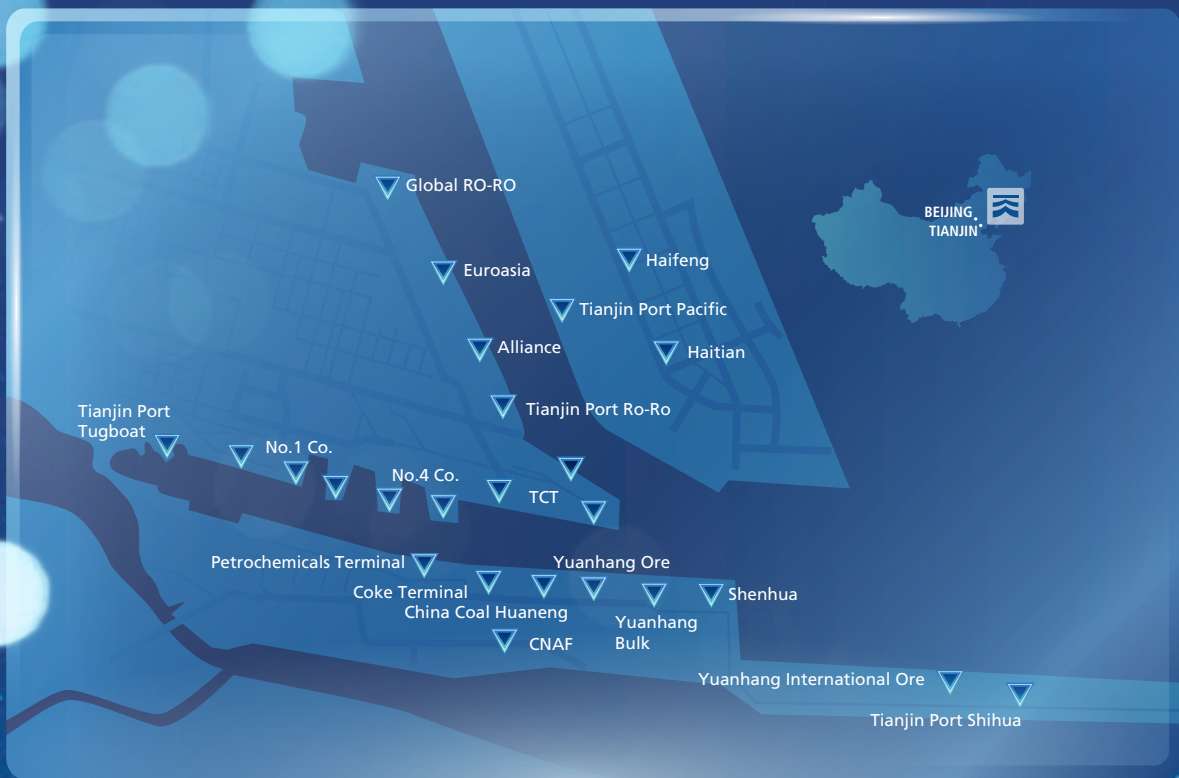 Global RO-RO
BEIJING
TIANJIN
Haifeng
Euroasia
Tianjin Port Pacific
Alliance
Haitian
Tianjin Port
Tugboat
Tianjin Port Ro-Ro
No.1 Co.
No.4 Co.
TCT
Petrochemicals Terminal
Yuanhang Ore
Coke Terminal
Shenhua
China Coal Huaneng
Yuanhang
Bulk
CNAF
Yuanhang International Ore
Tianjin Port Shihua